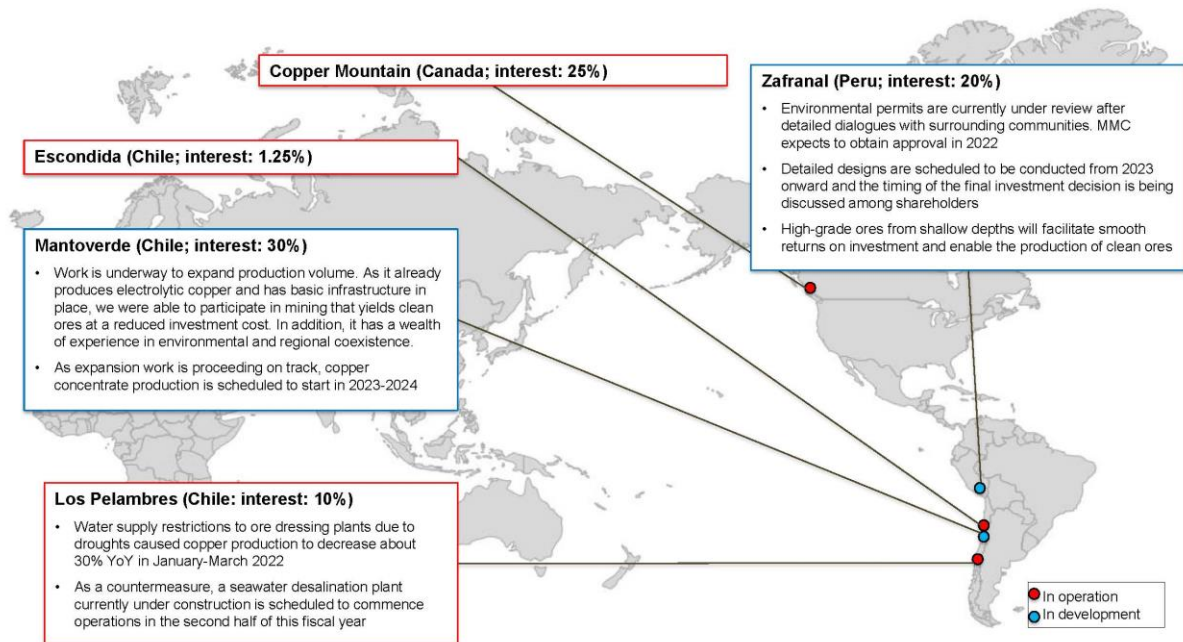 Copper Mountain (Canada; interest: 25%)
Zafranal (Peru; interest: 20%)
• Environmental permits are currently under review after
detailed dialogues with surrounding communities. MMC
expects to obtain approval in 2022
• Detailed designs are scheduled to be conducted from 2023
onward and the timing of the final investment decision is being
discussed among shareholders
• High-grade ores from shallow depths will facilitate smooth
returns on investment and enable the production of clean ores
Escondida (Chile; interest: 1.25%)
Mantoverde (Chile; interest: 30%)
• Work is underway to expand production volume. As it already
produces electrolytic copper and has basic infrastructure in
place, we were able to participate in mining that yields clean
ores at a reduced investment cost. In addition, it has a wealth
of experience in environmental and regional coexistence.
• As expansion work is proceeding on track, copper
concentrate production is scheduled to start in 2023-2024
Los Pelambres (Chile: interest: 10%)
• Water supply restrictions to ore dressing plants due to
droughts caused copper production to decrease about
30% YoY in January-March 2022
• As a countermeasure, a seawater desalination plant
currently under construction is scheduled to commence
operations in the second half of this fiscal year
In operation
In development